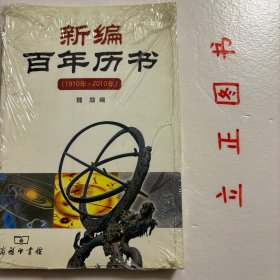 新编
百年历书
(1910年-2010年)
魏励编
商务印书馆
立正图书